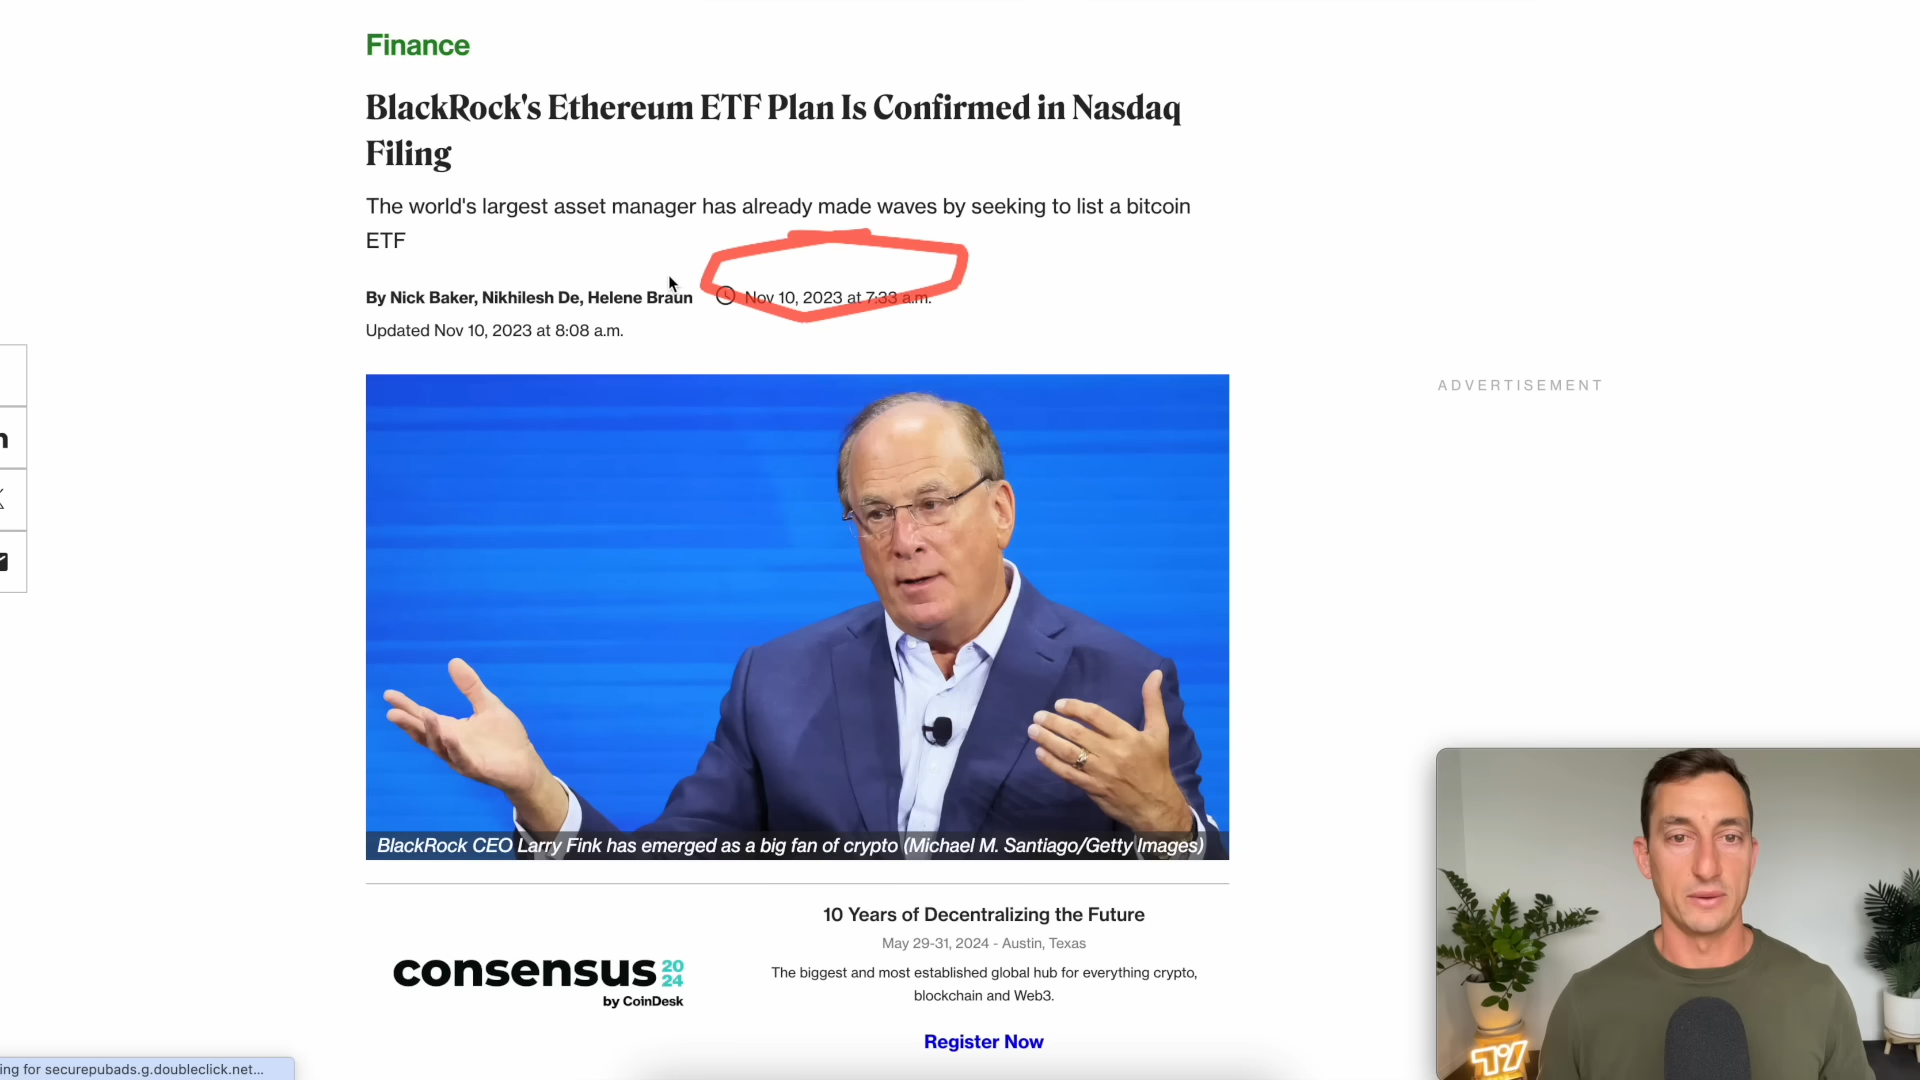 Finance
BlackRock's Ethereum ETF Plan Is Confirmed in Nasdaq
Filing
The world's largest asset manager has already made waves by seeking to list a bitcoin
ETF
By Nick Baker, Nikhilesh De, Helene Braun Nov 10, 2023 at 7:33 a.m.
Updated Nov 10, 2023 at 8:08 a.m.
ADVERTISEMENT
BlackRock CEO Larry Fink has emerged as a big fan of crypto (Michael M. Santiago/Getty Images)
10 Years of Decentralizing the Future
May 29-31, 2024 - Austin, Texas
consensus 20
24
by CoinDesk
The biggest and most established global hub for everything crypto,
blockchain and Web3.
Register Now
ing for securepubads.g.doubleclick.net...